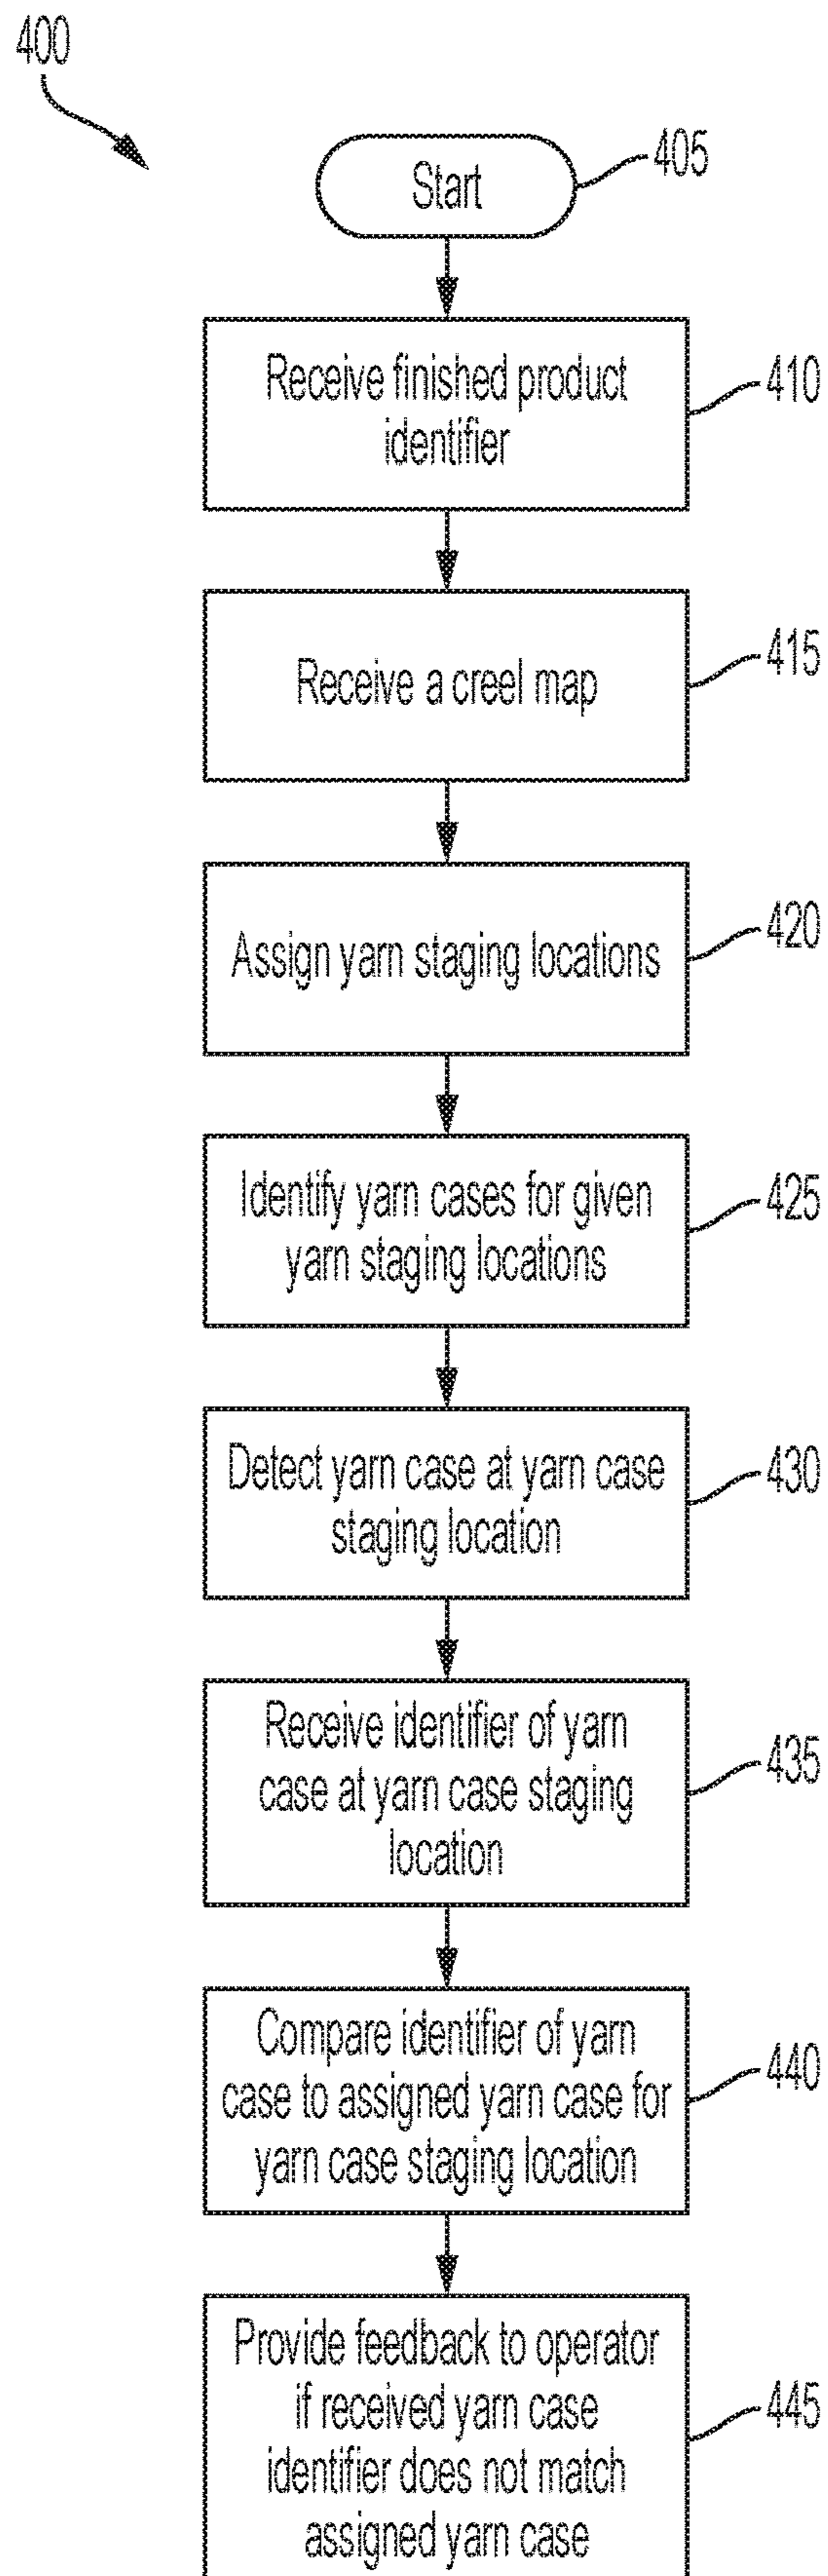 400
Start
405
Receive finished product
identifier
410
Receive a creel map
415
Assign yarn staging locations
420
Identify yarn cases for given
yarn staging locations
425
Detect yarn case at yarn case
staging location
430
Receive identifier of yarn
case at yarn case staging
location
435
Compare identifier of yarn
case to assigned yarn case for
yarn case staging location
440
Provide feedback to operator
if received yarn case
identifier does not match
assigned yarn case
445